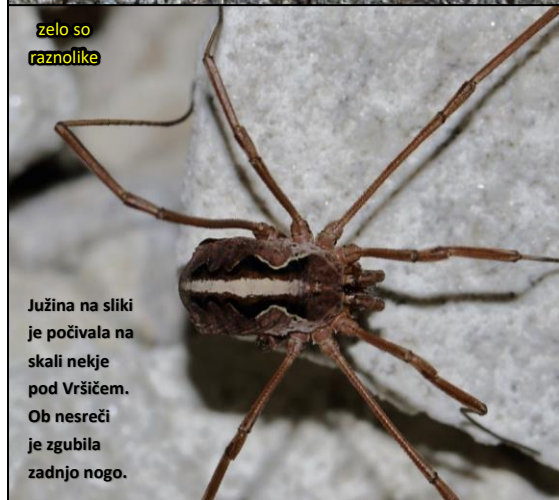 zelo so
raznolike
Južina na sliki
je počivala na
skali nekje
pod Vršičem.
Ob nesreči
je zgubila
zadnjo nogo.